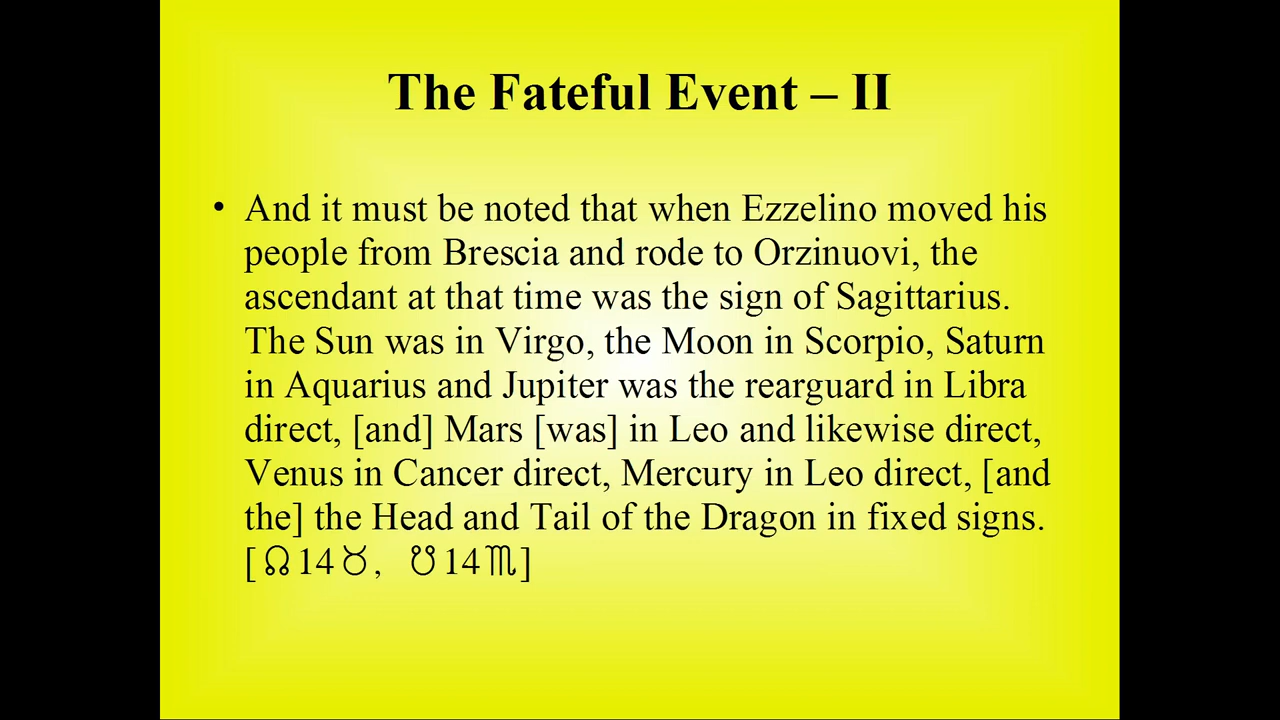 The Fateful Event – II
• And it must be noted that when Ezzelino moved his
people from Brescia and rode to Orzinuovi, the
ascendant at that time was the sign of Sagittarius.
The Sun was in Virgo, the Moon in Scorpio, Saturn
in Aquarius and Jupiter was the rearguard in Libra
direct, [and] Mars [was] in Leo and likewise direct,
Venus in Cancer direct, Mercury in Leo direct, [and
the] the Head and Tail of the Dragon in fixed signs.
[☊14♉, ☋14♏]